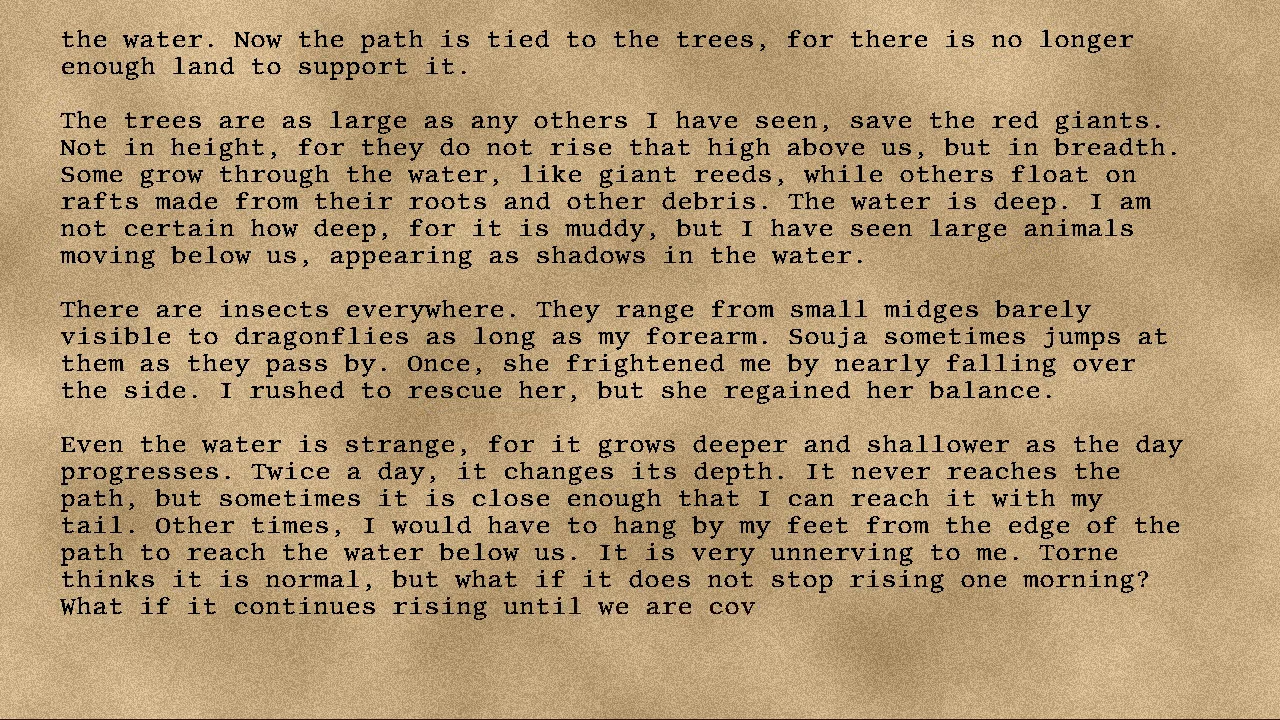 the water. Now the path is tied to the trees, for there is no longer
enough land to support it.
The trees are as large as any others I have seen, save the red giants.
Not in height, for they do not rise that high above us, but in breadth.
Some grow through the water, like giant reeds, while others float on
rafts made from their roots and other debris. The water is deep. I am
not certain how deep, for it is muddy, but I have seen large animals
moving below us, appearing as shadows in the water.
There are insects everywhere. They range from small midges barely
visible to dragonflies as long as my forearm. Souja sometimes jumps at
them as they pass by. Once, she frightened me by nearly falling over
the side. I rushed to rescue her, but she regained her balance.
Even the water is strange, for it grows deeper and shallower as the day
progresses. Twice a day, it changes its depth. It never reaches the
path, but sometimes it is close enough that I can reach it with my
tail. Other times, I would have to hang by my feet from the edge of the
path to reach the water below us. It is very unnerving to me. Torne
thinks it is normal, but what if it does not stop rising one morning?
What if it continues rising until we are cov